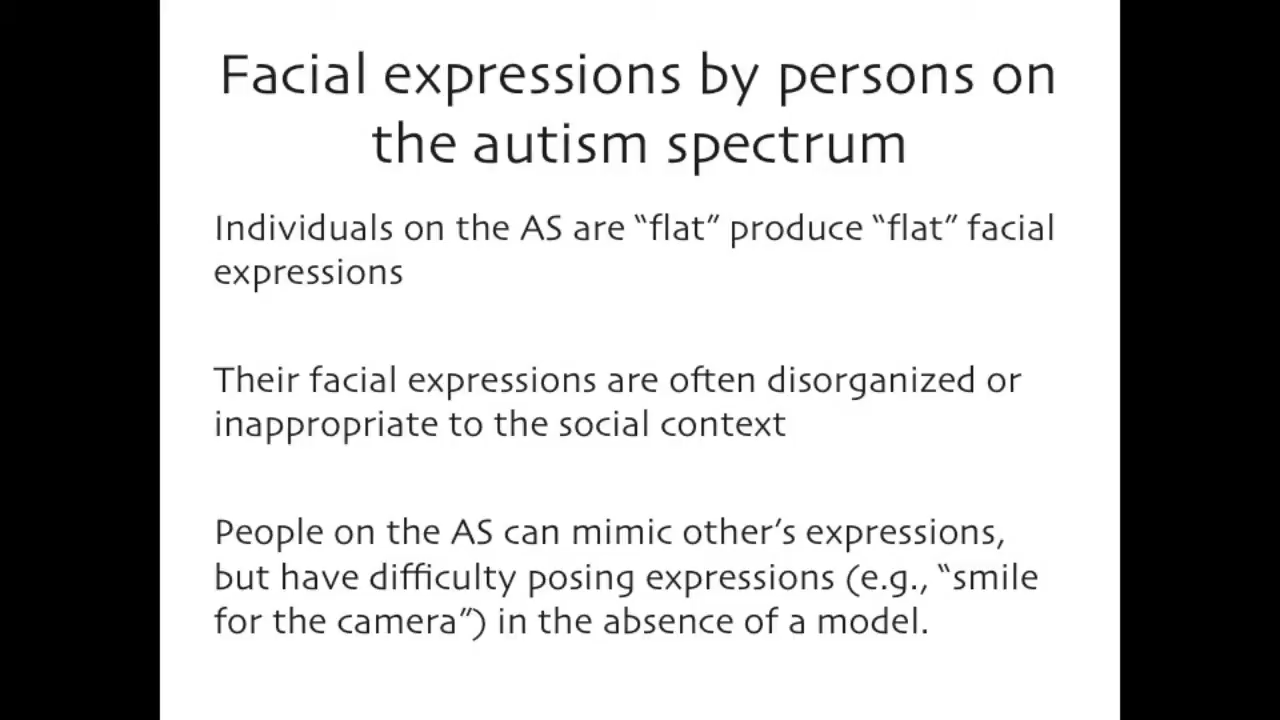 Facial expressions by persons on
the autism spectrum
Individuals on the AS are “flat” produce “flat” facial
expressions
Their facial expressions are often disorganized or
inappropriate to the social context
People on the AS can mimic other’s expressions,
but have difficulty posing expressions (e.g., “smile
for the camera”) in the absence of a model.